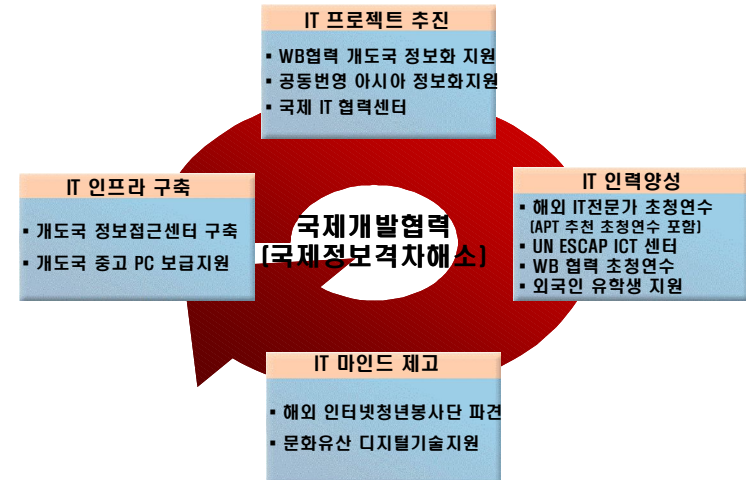 IT 프로젝트 추진
▪ WB협력 개도국 정보화 지원
▪ 공동번영 아시아 정보화지원
▪ 국제 IT 협력센터
IT 인프라 구축
▪ 개도국 정보접근센터 구축
▪ 개도국 중고 PC 보급지원
국제개발협력
(국제정보격차해소)
IT 인력양성
▪ 해외 IT전문가 초청연수
(APT 추천 초청연수 포함)
▪ UN ESCAP ICT 센터
▪ WB 협력 초청연수
▪ 외국인 유학생 지원
IT 마인드 제고
▪ 해외 인터넷청년봉사단 파견
▪ 문화유산 디지털기술지원